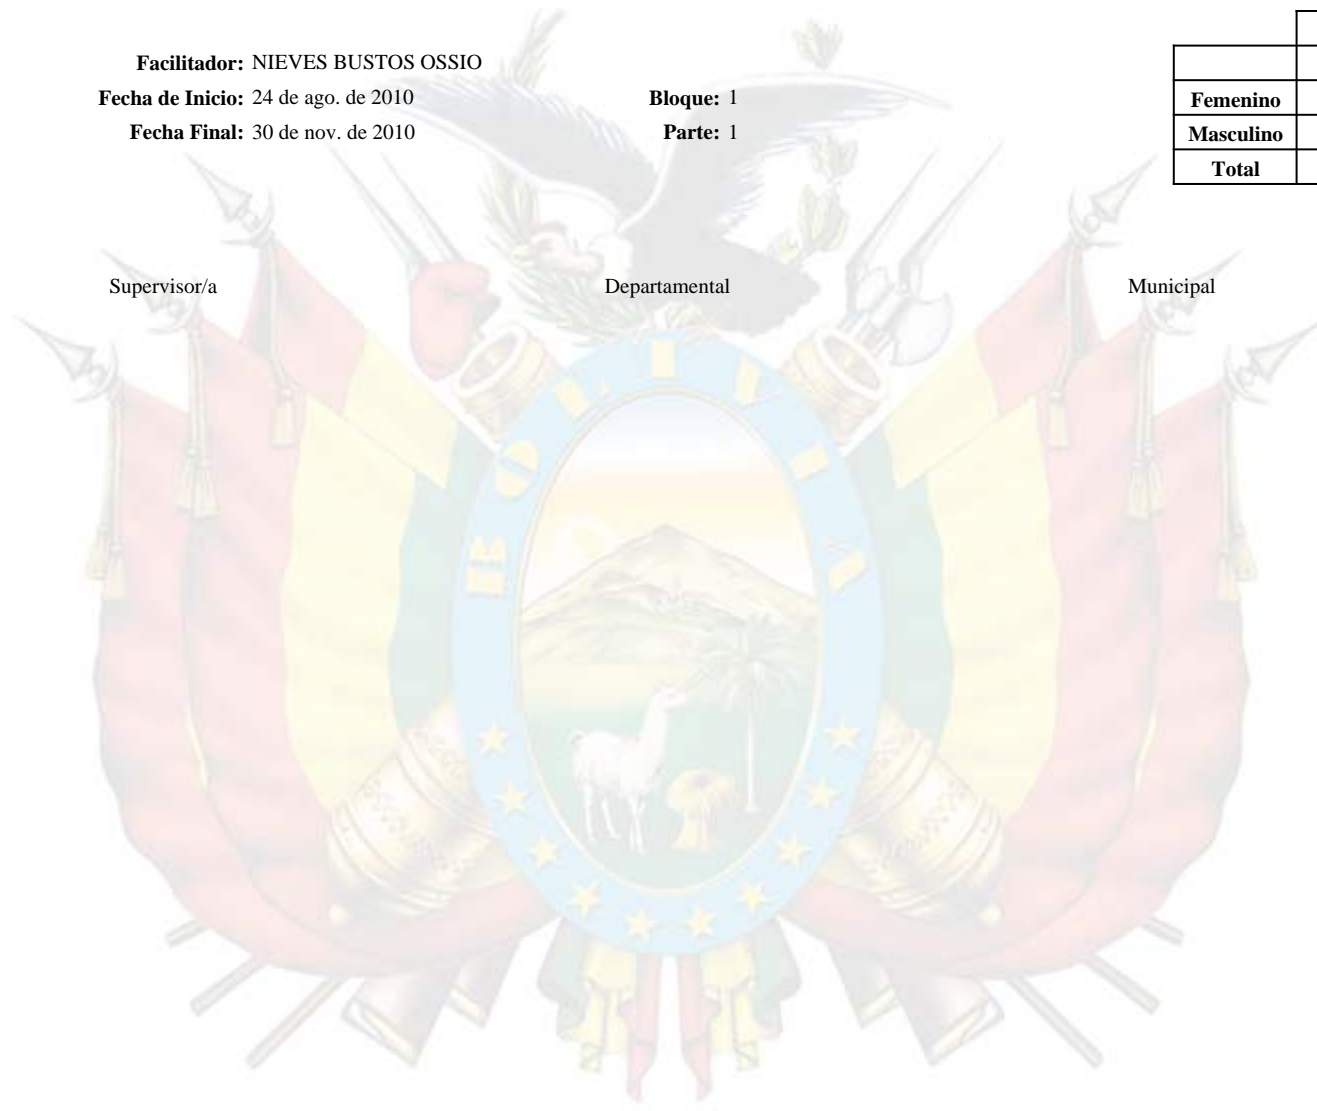 Facilitador: NIEVES BUSTOS OSSIO
Fecha de Inicio: 24 de ago. de 2010
Bloque: 1
Fecha Final: 30 de nov. de 2010
Parte: 1
Femenino
Masculino
Total
Supervisor/a
Departamental
Municipal
BOLIVIA